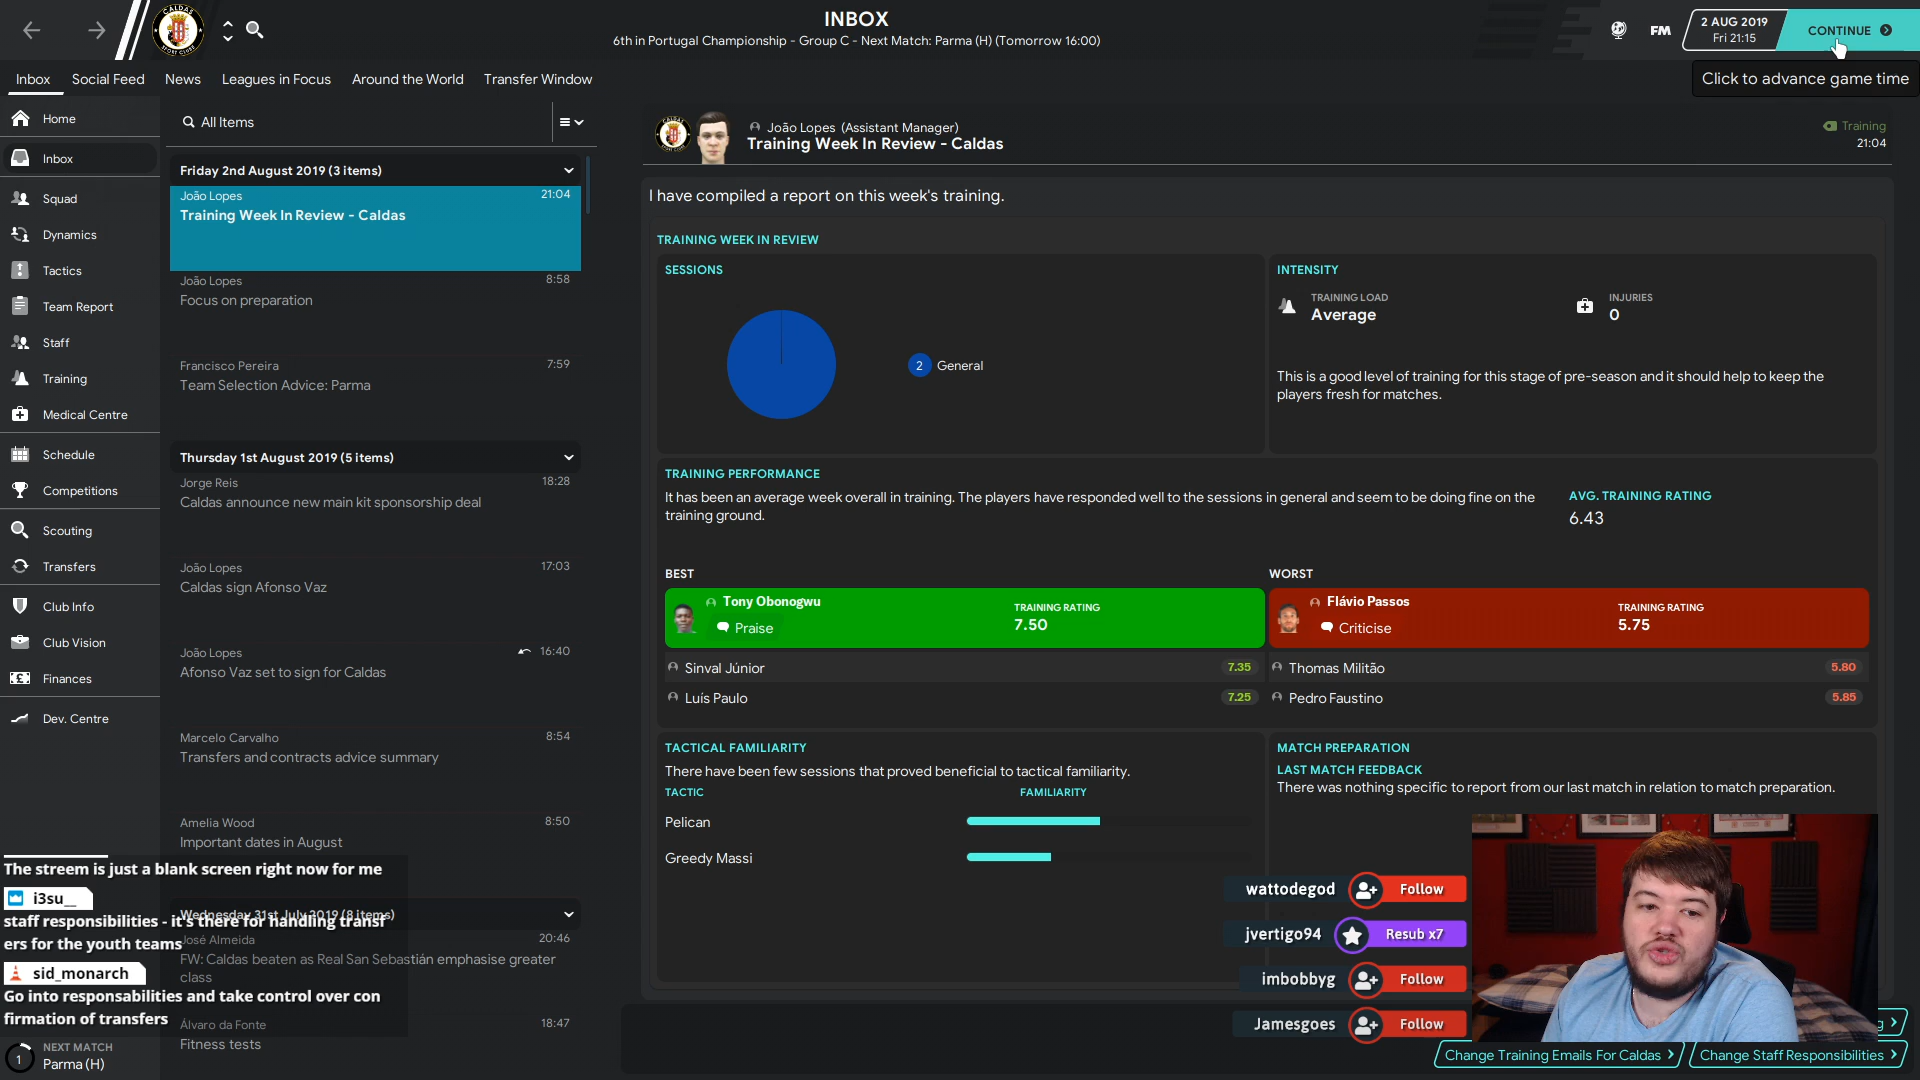 INBOX
6th in Portugal Championship - Group C - Next Match: Parma (H) (Tomorrow 16:00)
FM
2 AUG 2019
Fri 21:15
CONTINUE
Click to advance game time
Inbox
Social Feed
News
Leagues in Focus
Around the World
Transfer Window
Home
Inbox
Squad
Dynamics
Tactics
Team Report
Staff
Training
Medical Centre
Schedule
Competitions
Scouting
Transfers
Club Info
Club Vision
Finances
Dev. Centre
All Items
Friday 2nd August 2019 (3 items)
João Lopes 21:04
Training Week In Review - Caldas
João Lopes 8:58
Focus on preparation
Francisco Pereira 7:59
Team Selection Advice: Parma
Thursday 1st August 2019 (5 items)
Jorge Reis 18:28
Caldas announce new main kit sponsorship deal
João Lopes 17:03
Caldas sign Afonso Vaz
João Lopes 16:40
Afonso Vaz set to sign for Caldas
Marcelo Carvalho 8:54
Transfers and contracts advice summary
Amelia Wood 8:50
Important dates in August
Wednesday 31st July 2019 (8 items)
José Almeida 20:46
FW: Caldas beaten as Real San Sebastián emphasise greater
class
Álvaro da Fonte 18:47
Fitness tests
The streem is just a blank screen right now for me
i3su__
staff responsibilities - it's there for handling transf
ers for the youth teams
sid_monarch
Go into responsabilities and take control over con
firmation of transfers
1
NEXT MATCH
Parma (H)
CALDAS
João Lopes (Assistant Manager)
Training Week In Review - Caldas
Training
21:04
I have compiled a report on this week's training.
TRAINING WEEK IN REVIEW
SESSIONS
2 General
INTENSITY
TRAINING LOAD
Average
INJURIES
0
This is a good level of training for this stage of pre-season and it should help to keep the
players fresh for matches.
TRAINING PERFORMANCE
It has been an average week overall in training. The players have responded well to the sessions in general and seem to be doing fine on the
training ground.
AVG. TRAINING RATING
6.43
BEST
Tony Obonogwu
Praise
TRAINING RATING
7.50
Sinval Júnior 7.35
Luís Paulo 7.25
WORST
Flávio Passos
Criticise
TRAINING RATING
5.75
Thomas Militão 5.80
Pedro Faustino 5.85
TACTICAL FAMILIARITY
There have been few sessions that proved beneficial to tactical familiarity.
TACTIC FAMILIARITY
Pelican
Greedy Massi
MATCH PREPARATION
LAST MATCH FEEDBACK
There was nothing specific to report from our last match in relation to match preparation.
wattodegod Follow
jvertigo94 Resub x7
imbobbyg Follow
Jamesgoes Follow
Change Training Emails For Caldas
Change Staff Responsibilities